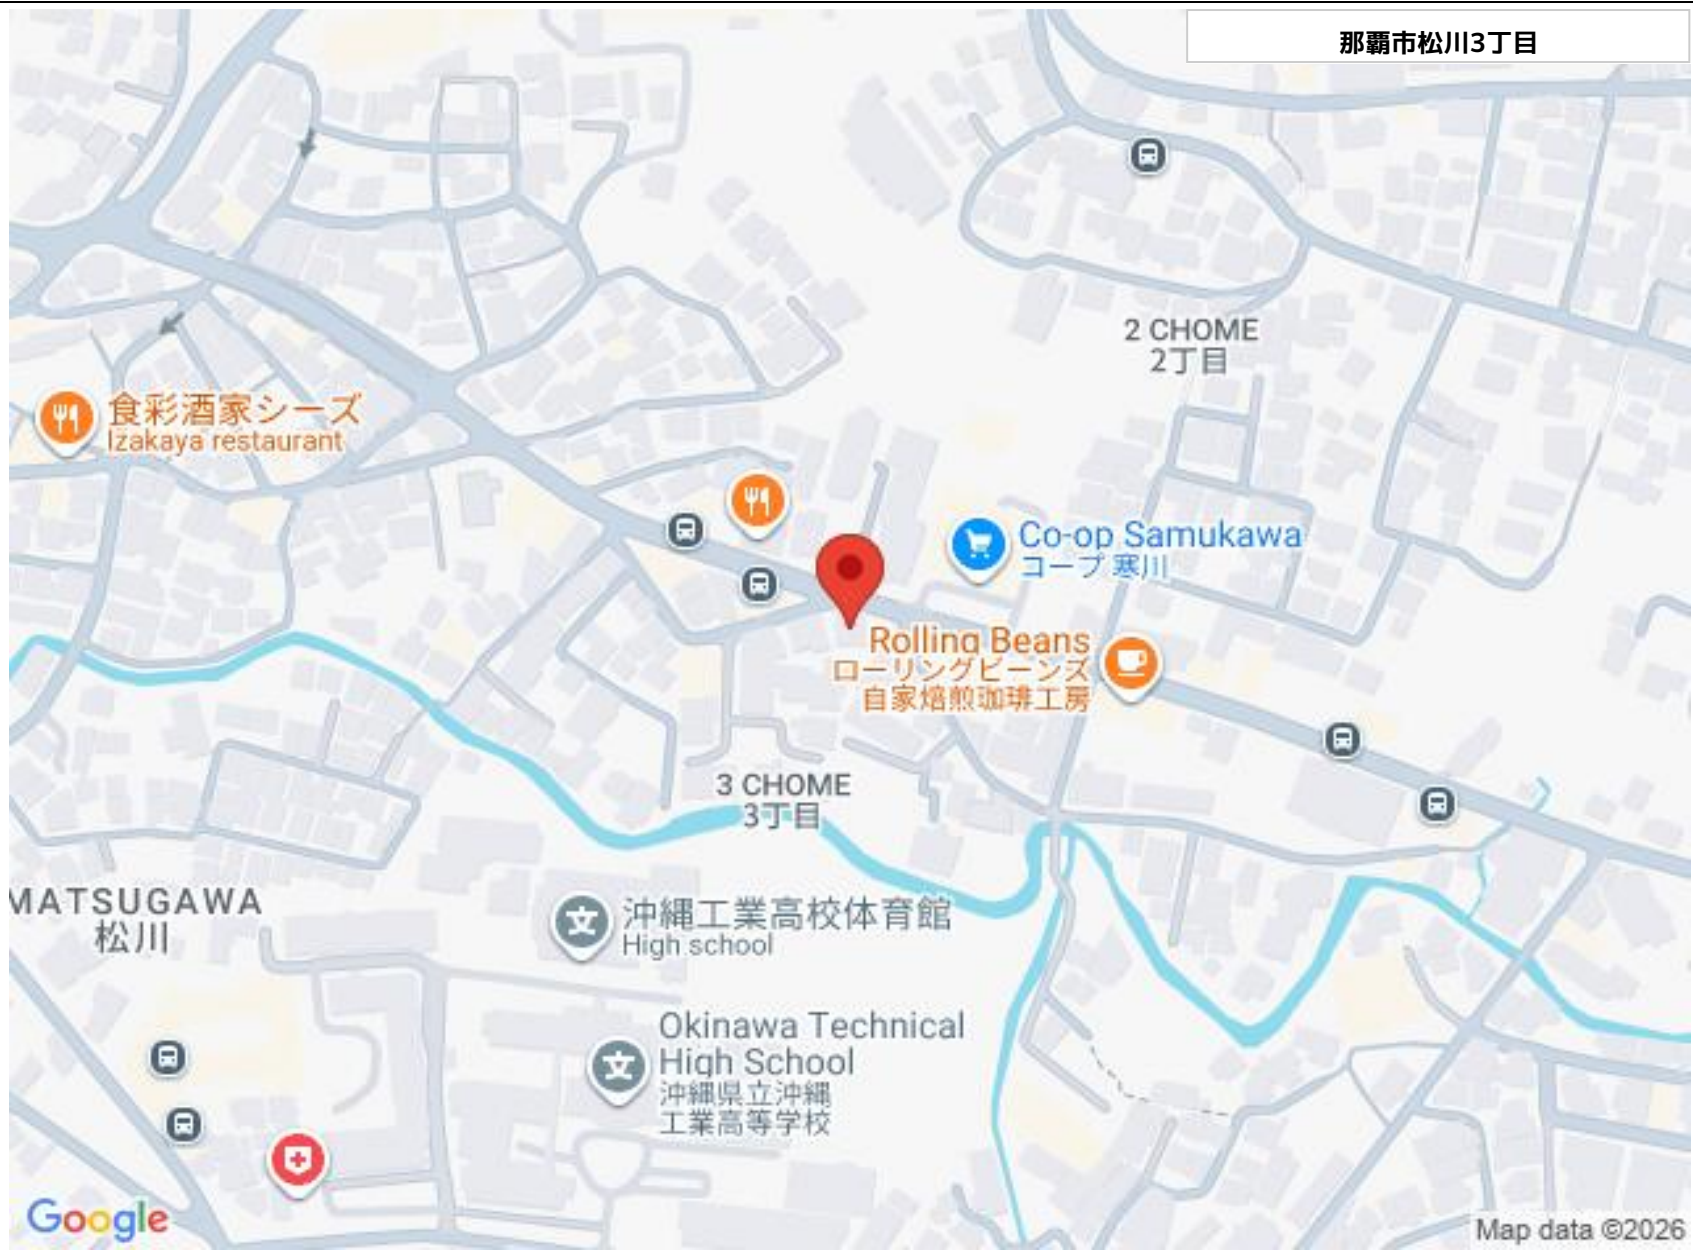 那覇市松川3丁目
2 CHOME
2丁目
食彩酒家シーズ
Izakaya restaurant
Co-op Samukawa
コープ 寒川
Rolling Beans
ローリングビーンズ
自家焙煎珈琲工房
3 CHOME
3丁目
MATSUGAWA
松川
沖縄工業高校体育館
High school
Okinawa Technical
High School
沖縄県立沖縄
工業高等学校
Google
Map data ©2026